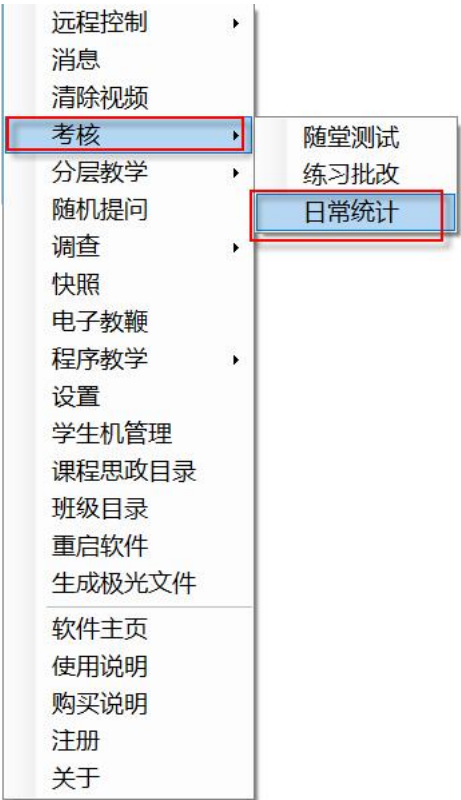 远程控制
消息
清除视频
考核
随堂测试
练习批改
日常统计
分层教学
随机提问
调查
快照
电子教鞭
程序教学
设置
学生机管理
课程思政目录
班级目录
重启软件
生成极光文件
软件主页
使用说明
购买说明
注册
关于